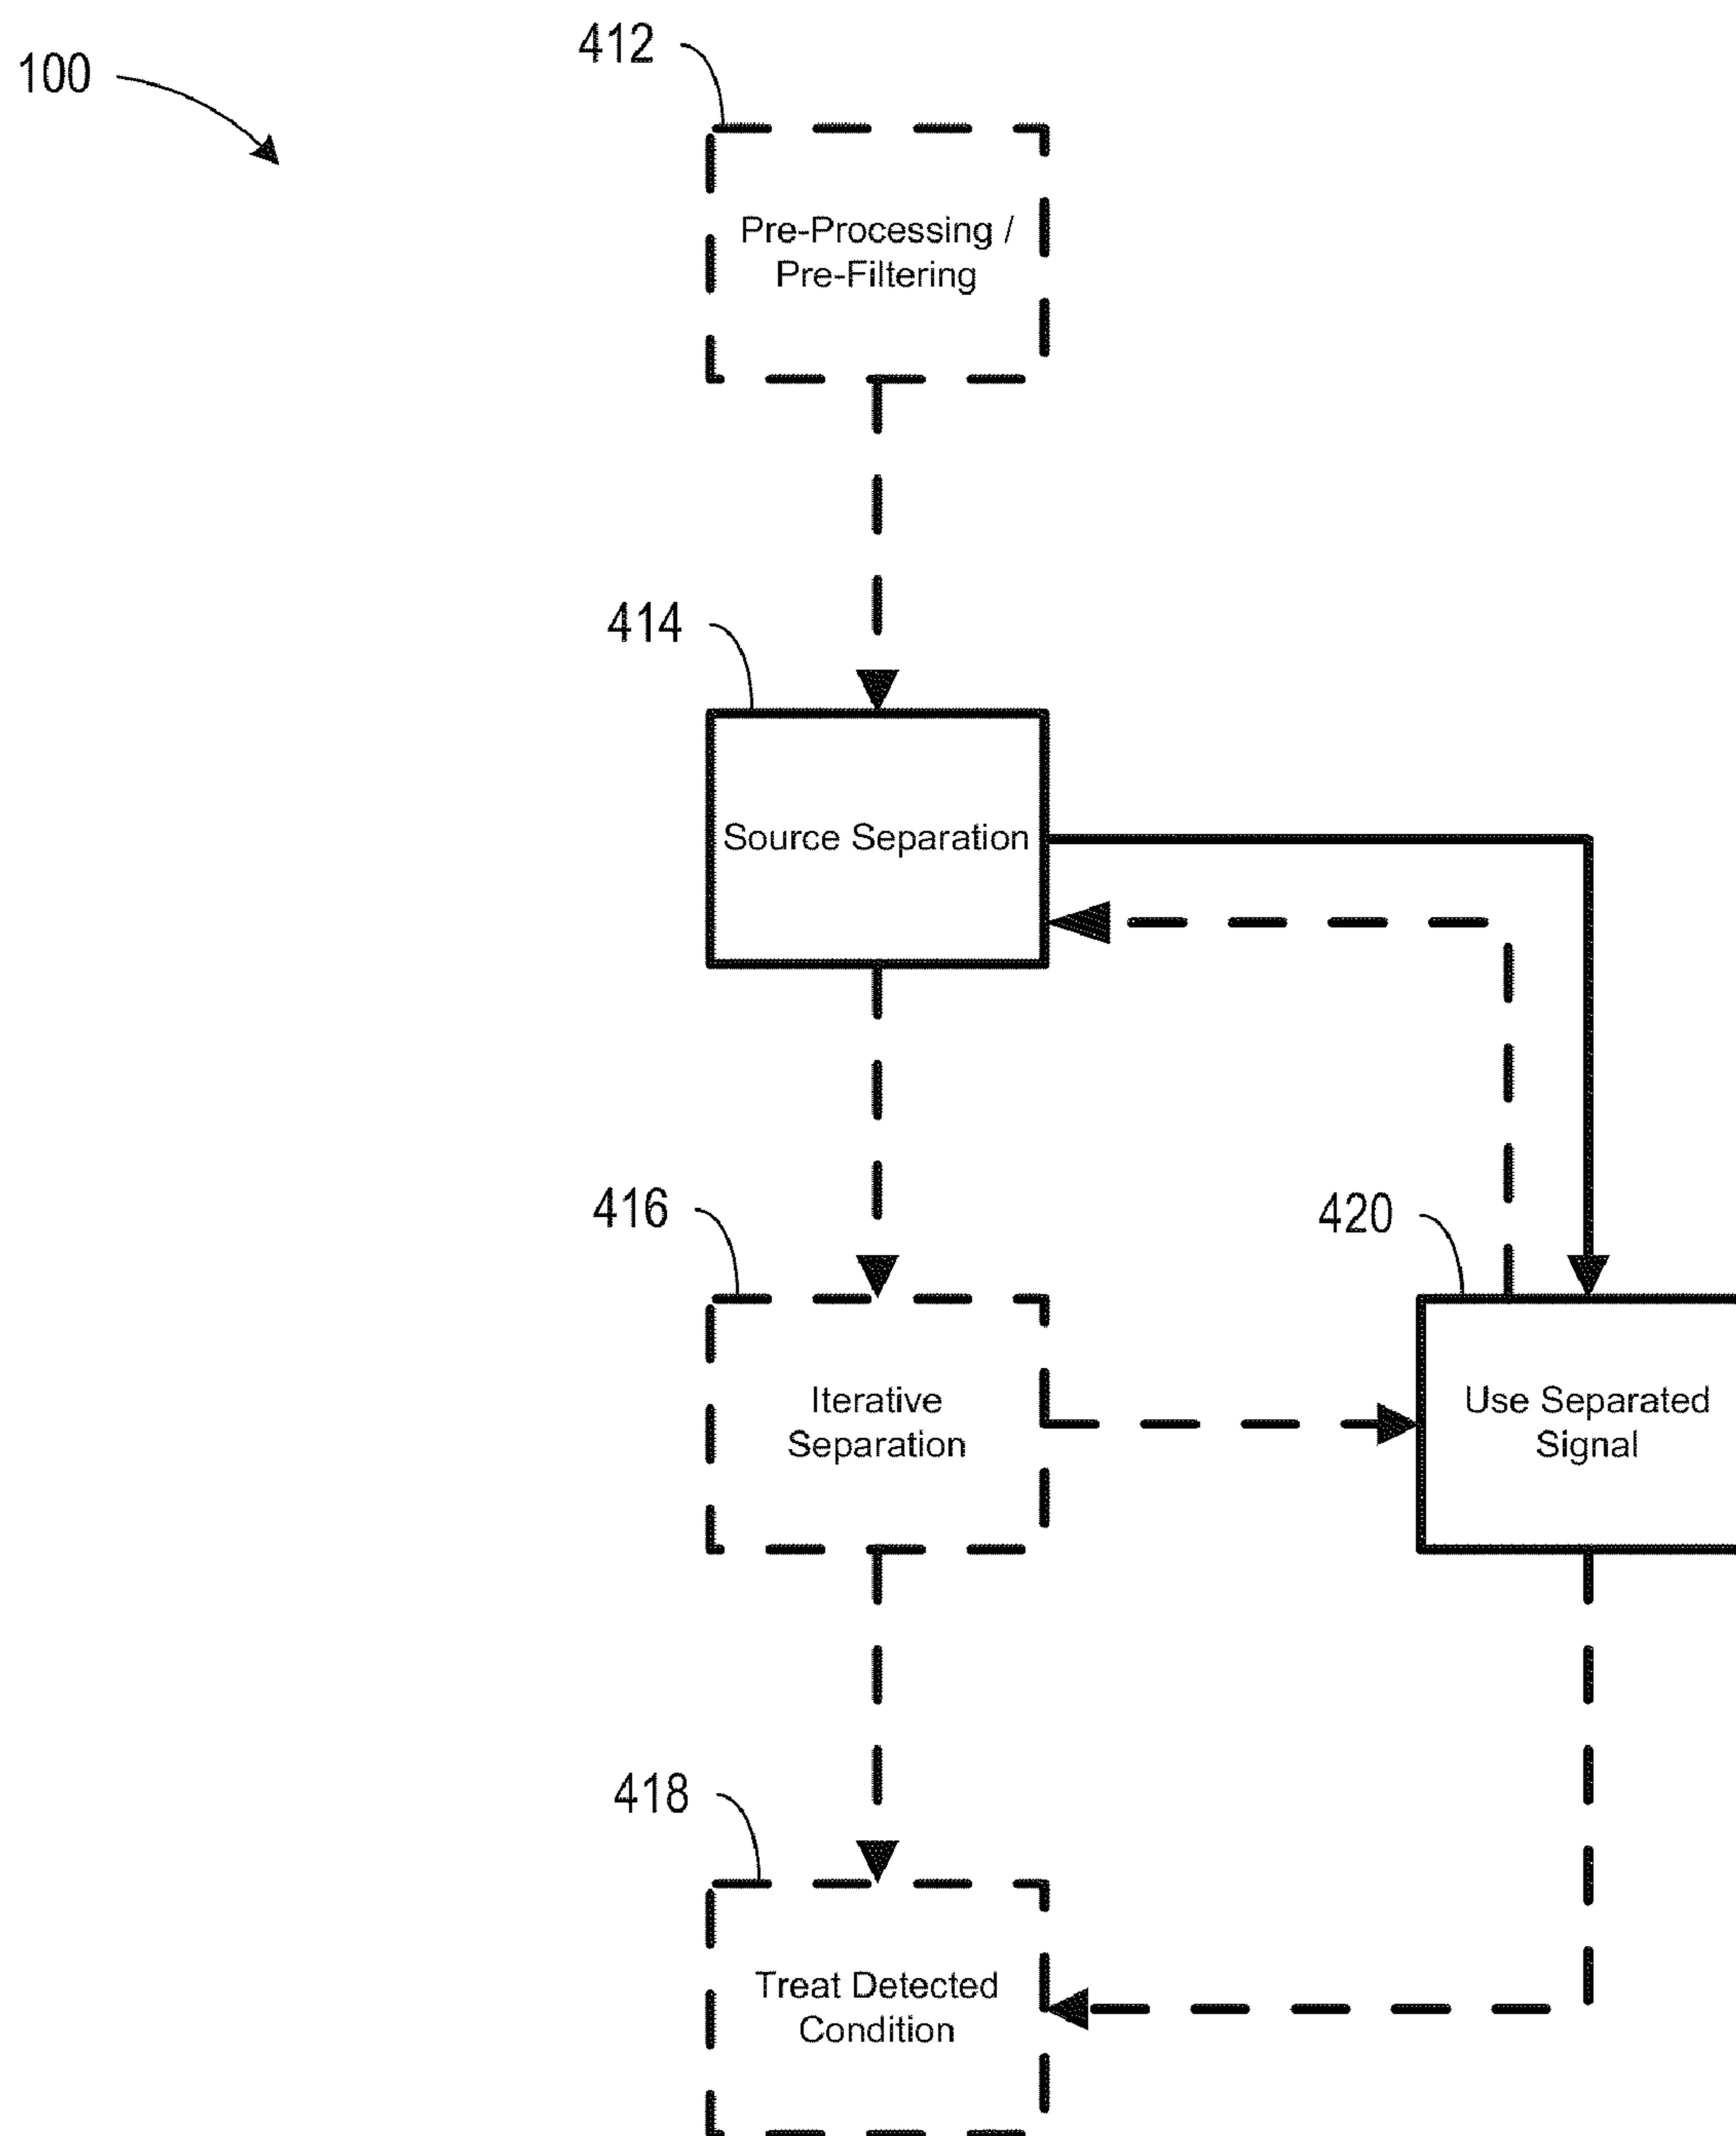 100
412
Pre-Processing /
Pre-Filtering
414
Source Separation
416
Iterative
Separation
420
Use Separated
Signal
418
Treat Detected
Condition